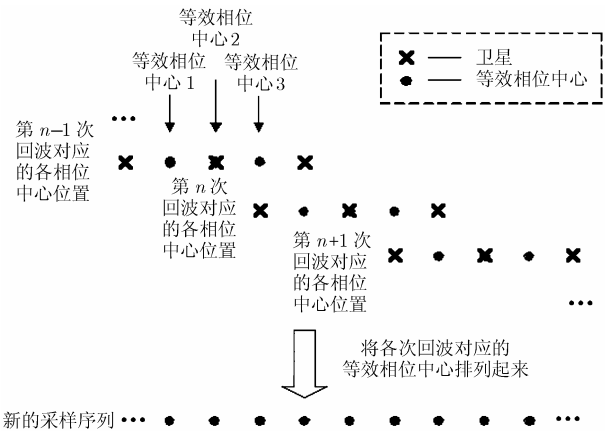 等效相位
中心2
等效相位
中心1
等效相位
中心3
卫星
等效相位中心
第n−1次
回波对应
的各相位
中心位置
第n次
回波对应
的各相位
中心位置
第n+1次
回波对应
的各相位
中心位置
将各次回波对应的
等效相位中心排列起来
新的采样序列